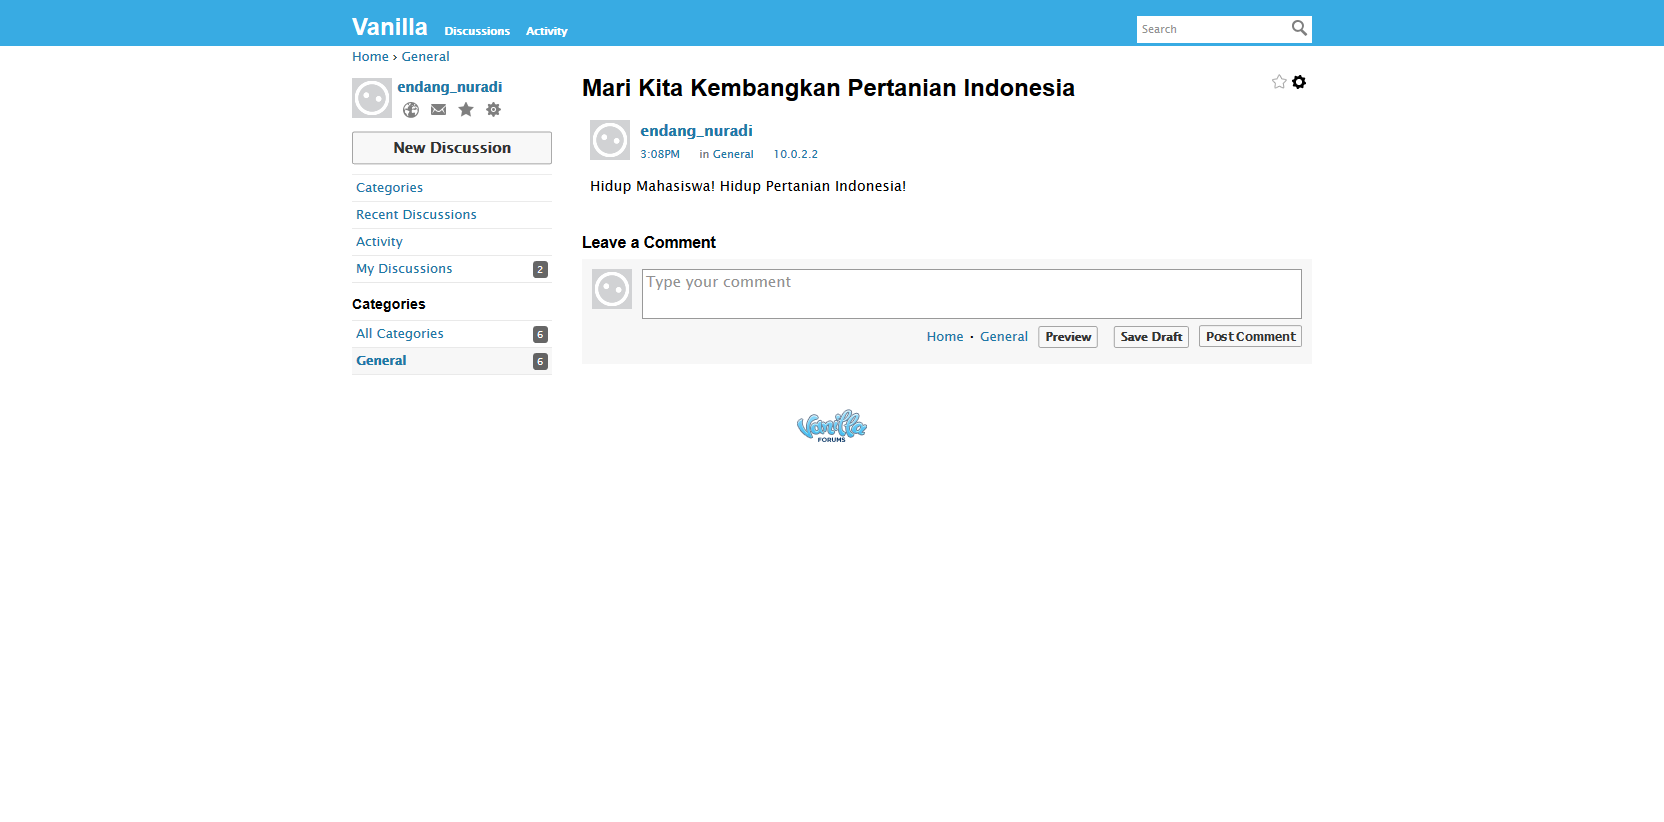 Vanilla Discussions Activity Search
Home › General
endang_nuradi
New Discussion
Categories
Recent Discussions
Activity
My Discussions 2
Categories
All Categories 6
General 6
Mari Kita Kembangkan Pertanian Indonesia
endang_nuradi
3:08PM in General 10.0.2.2
Hidup Mahasiswa! Hidup Pertanian Indonesia!
Leave a Comment
Type your comment
Home · General Preview Save Draft Post Comment
Vanilla
FORUMS